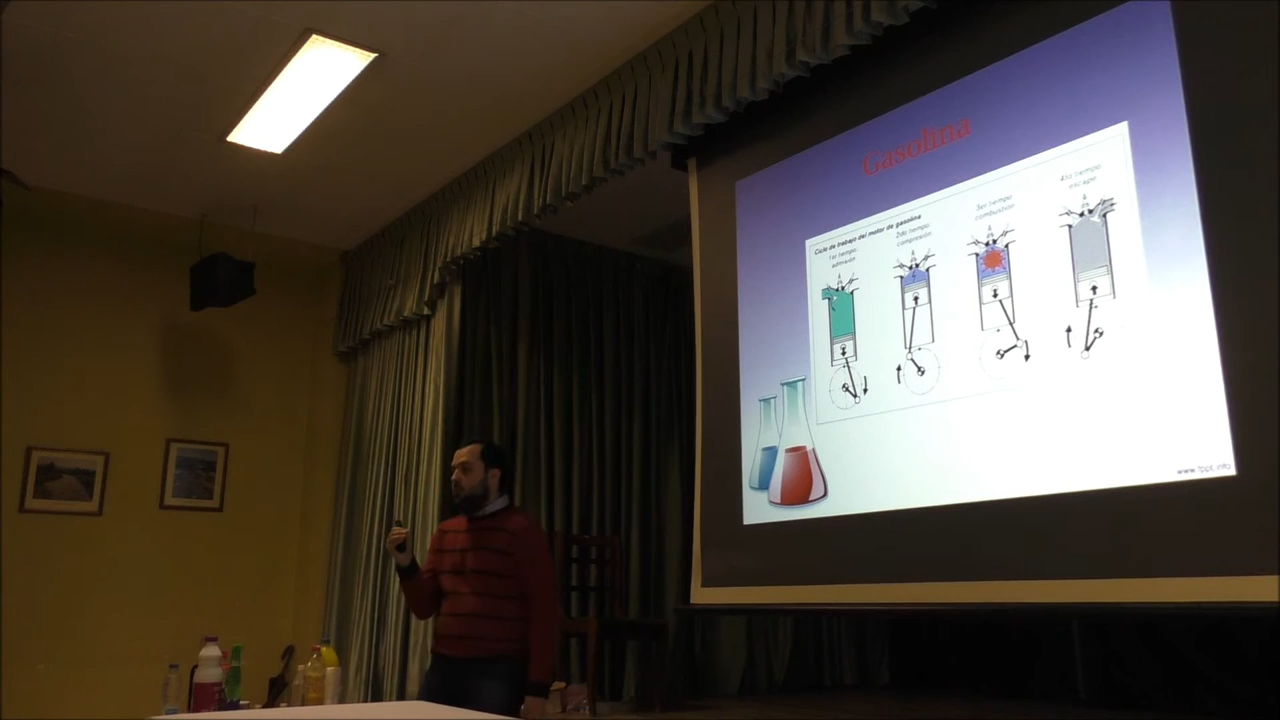 Gasolina
Ciclo de trabajo del motor de gasolina
1er tiempo:
admisión
2do tiempo:
compresión
3er tiempo
combustión
4to tiempo
escape
www.fppt.info